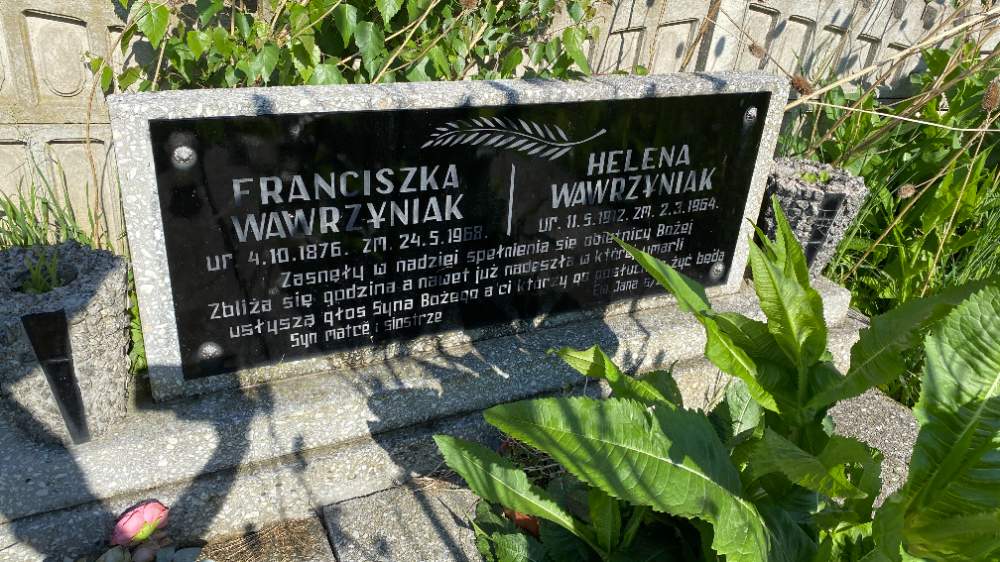 FRANCISZKA
WAWRZYNIAK
ur 4.10.1876. zm. 24.5.1968.
HELENA
WAWRZYNIAK
ur. 11.5.1912. zm. 2.3.1964.
Zasnęły w nadziei spełnienia się obietnicy Bożej
Zbliża się godzina a nawet już nadeszła w której umarli
usłyszą głos Syna Bożego a ci którzy go posłuchają żyć będą
Ew. Jana
Syn matce i siostrze